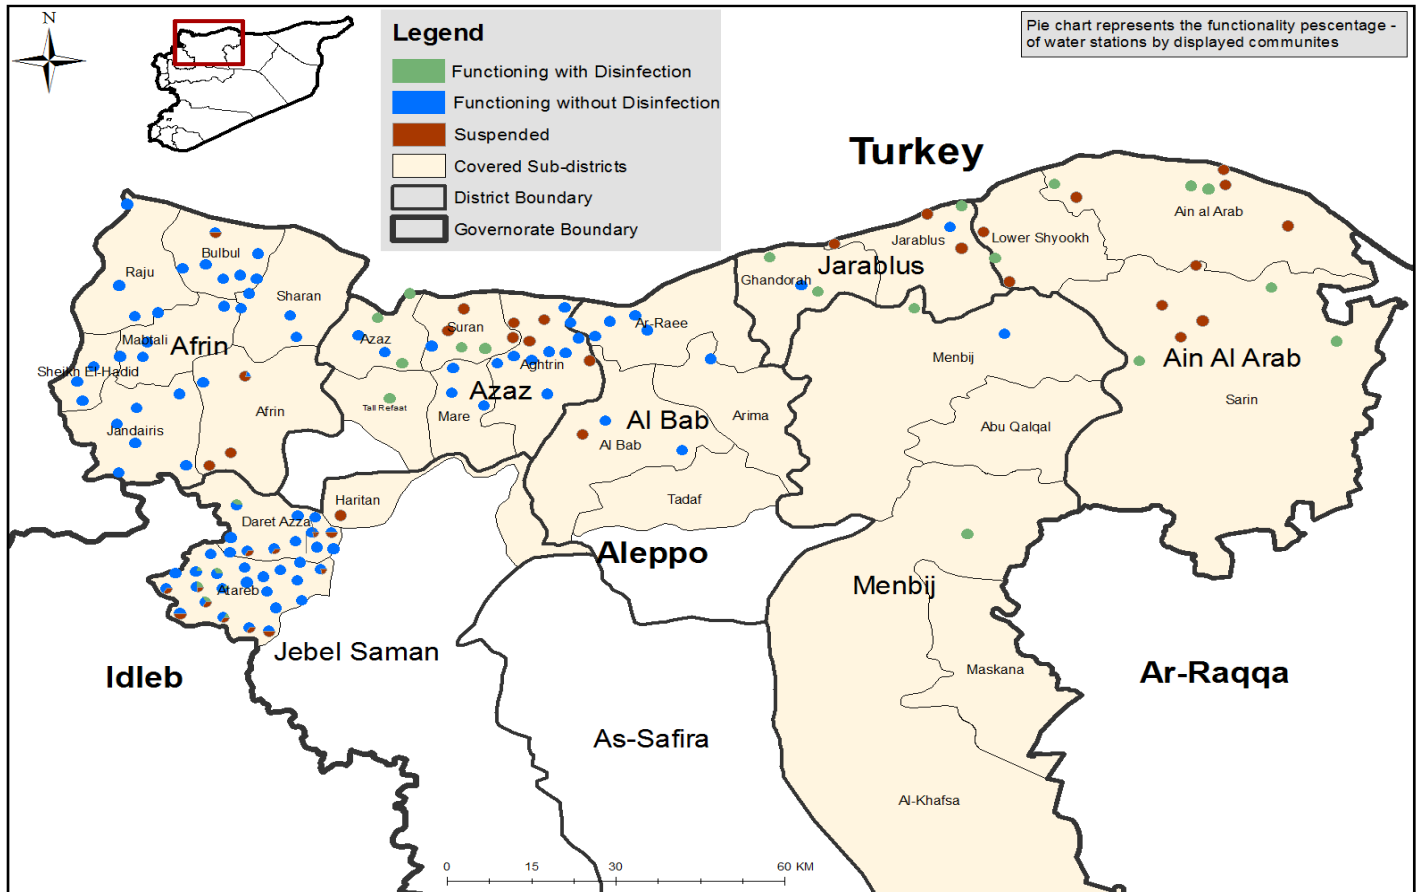 N
Legend
Functioning with Disinfection
Functioning without Disinfection
Suspended
Covered Sub-districts
District Boundary
Governorate Boundary
Pie chart represents the functionality pescentage -
of water stations by displayed communites
Turkey
Ain al Arab
Lower Shyookh
Jarablus
Jarablus
Ghandorah
Bulbul
Raju
Sharan
Mabtali
Afrin
Sheikh El-Hadid
Afrin
Jandairis
Azaz
Suran
Aghtrin
Azaz
Tall Refaat
Mare
Ar-Raee
Al Bab
Al Bab
Arima
Tadaf
Menbij
Abu Qalqal
Ain Al Arab
Sarin
Haritan
Daret Azza
Atareb
Aleppo
Menbij
Jebel Saman
Idleb
Maskana
Ar-Raqqa
As-Safira
Al-Khafsa
0 15 30 60 KM